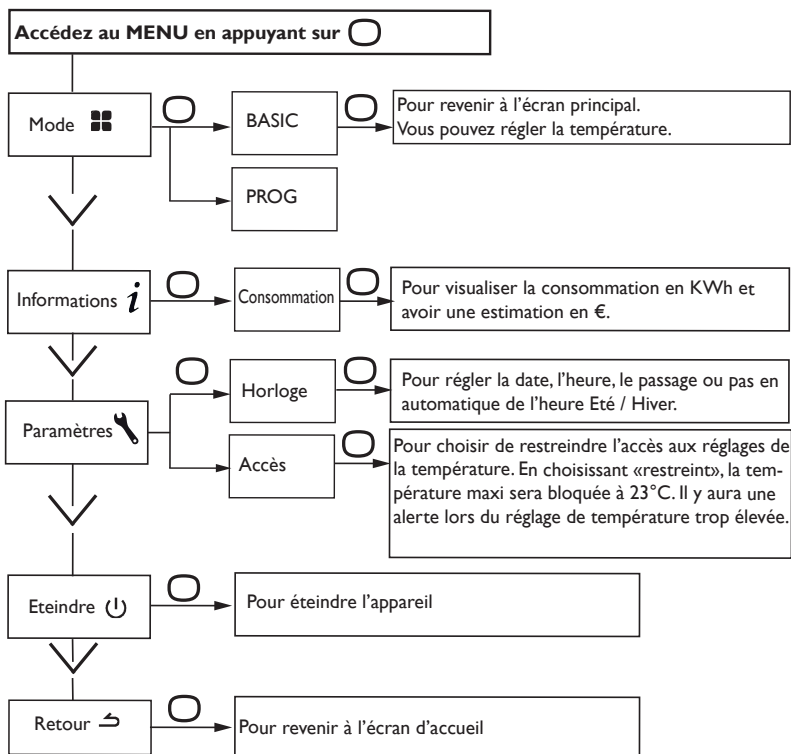 Accédez au MENU en appuyant sur
Mode
BASIC
Pour revenir à l'écran principal.
Vous pouvez régler la température.
PROG
Informations i
Consommation
Pour visualiser la consommation en KWh et
avoir une estimation en €.
Paramètres
Horloge
Pour régler la date, l'heure, le passage ou pas en
automatique de l'heure Eté / Hiver.
Accès
Pour choisir de restreindre l'accès aux réglages de
la température. En choisissant «restreint», la tem-
pérature maxi sera bloquée à 23°C. Il y aura une
alerte lors du réglage de température trop élevée.
Eteindre
Pour éteindre l'appareil
Retour
Pour revenir à l'écran d'accueil